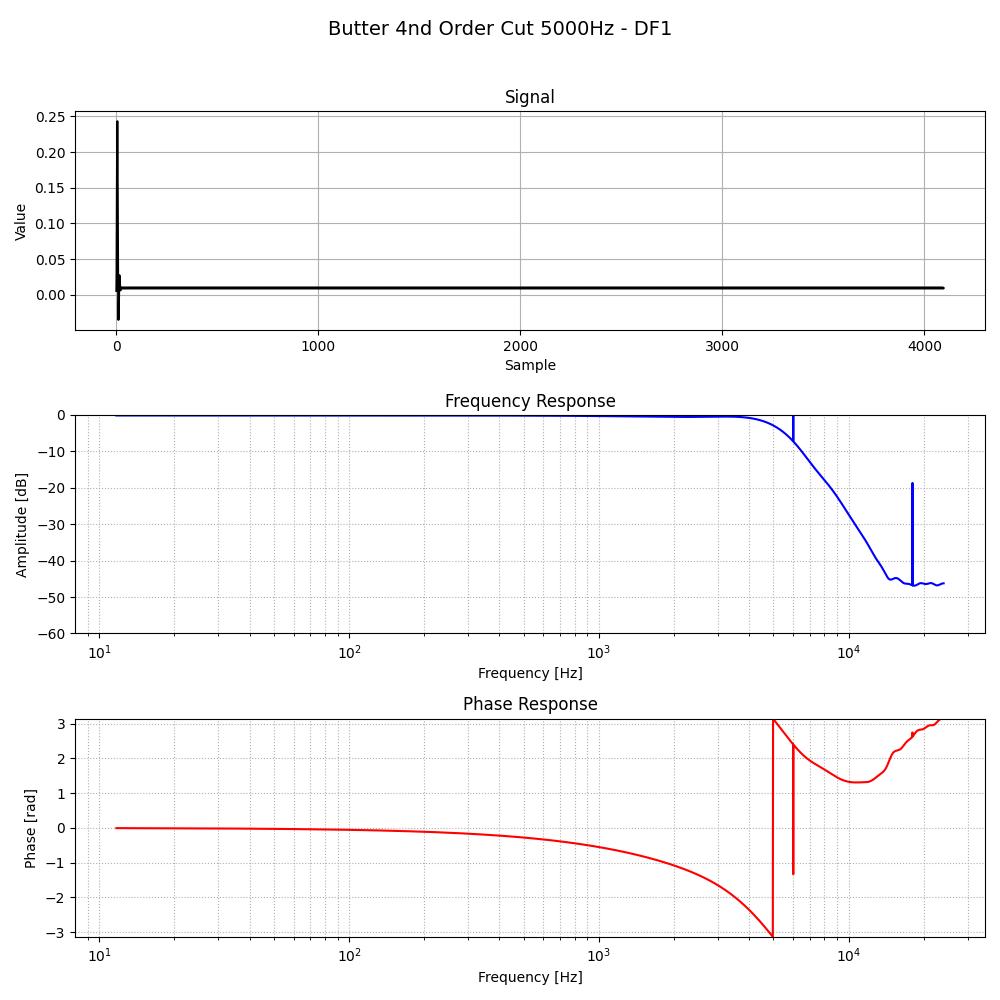 Butter 4nd Order Cut 5000Hz - DF1
Signal
0.25
0.20
0.15
0.10
0.05
0.00
Value
0 1000 2000 3000 4000
Sample
Frequency Response
0
−10
−20
−30
−40
−50
−60
Amplitude [dB]
10¹ 10² 10³ 10⁴
Frequency [Hz]
Phase Response
3
2
1
0
−1
−2
−3
Phase [rad]
10¹ 10² 10³ 10⁴
Frequency [Hz]